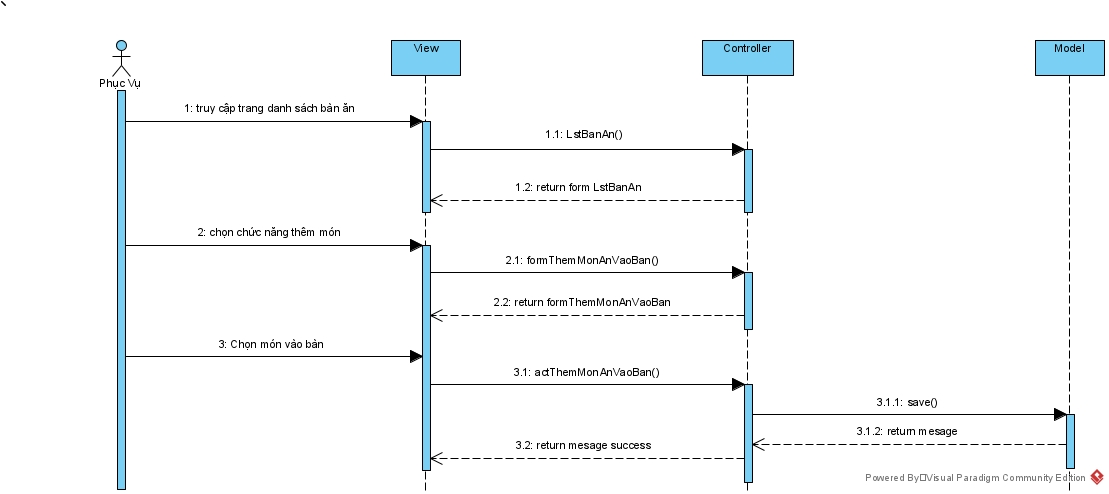 View
Controller
Model
Phục Vụ
1: truy cập trang danh sách bàn ăn
1.1: LstBanAn()
1.2: return form LstBanAn
2: chọn chức năng thêm món
2.1: formThemMonAnVaoBan()
2.2: return formThemMonAnVaoBan
3: Chọn món vào bàn
3.1: actThemMonAnVaoBan()
3.1.1: save()
3.1.2: return mesage
3.2: return mesage success
Powered By Visual Paradigm Community Edition